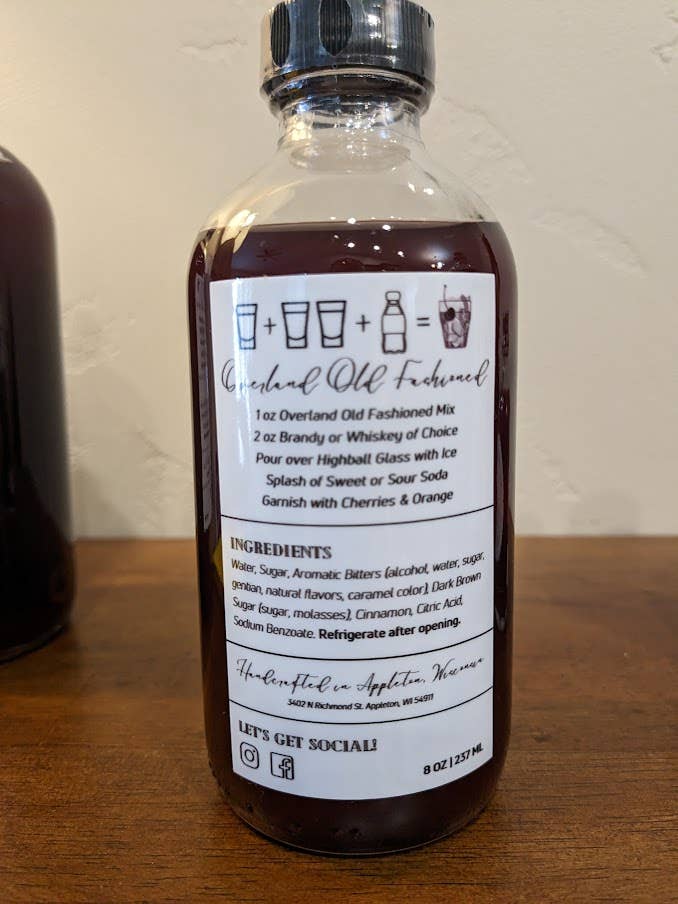 + + =
Overland Old Fashioned
1 oz Overland Old Fashioned Mix
2 oz Brandy or Whiskey of Choice
Pour over Highball Glass with Ice
Splash of Sweet or Sour Soda
Garnish with Cherries & Orange
INGREDIENTS
Water, Sugar, Aromatic Bitters (alcohol, water, sugar,
gentian, natural flavors, caramel color), Dark Brown
Sugar (sugar, molasses), Cinnamon, Citric Acid,
Sodium Benzoate. Refrigerate after opening.
Handcrafted in Appleton, Wisconsin
3402 N Richmond St. Appleton, WI 54911
LET'S GET SOCIAL!
8 OZ | 237 ML